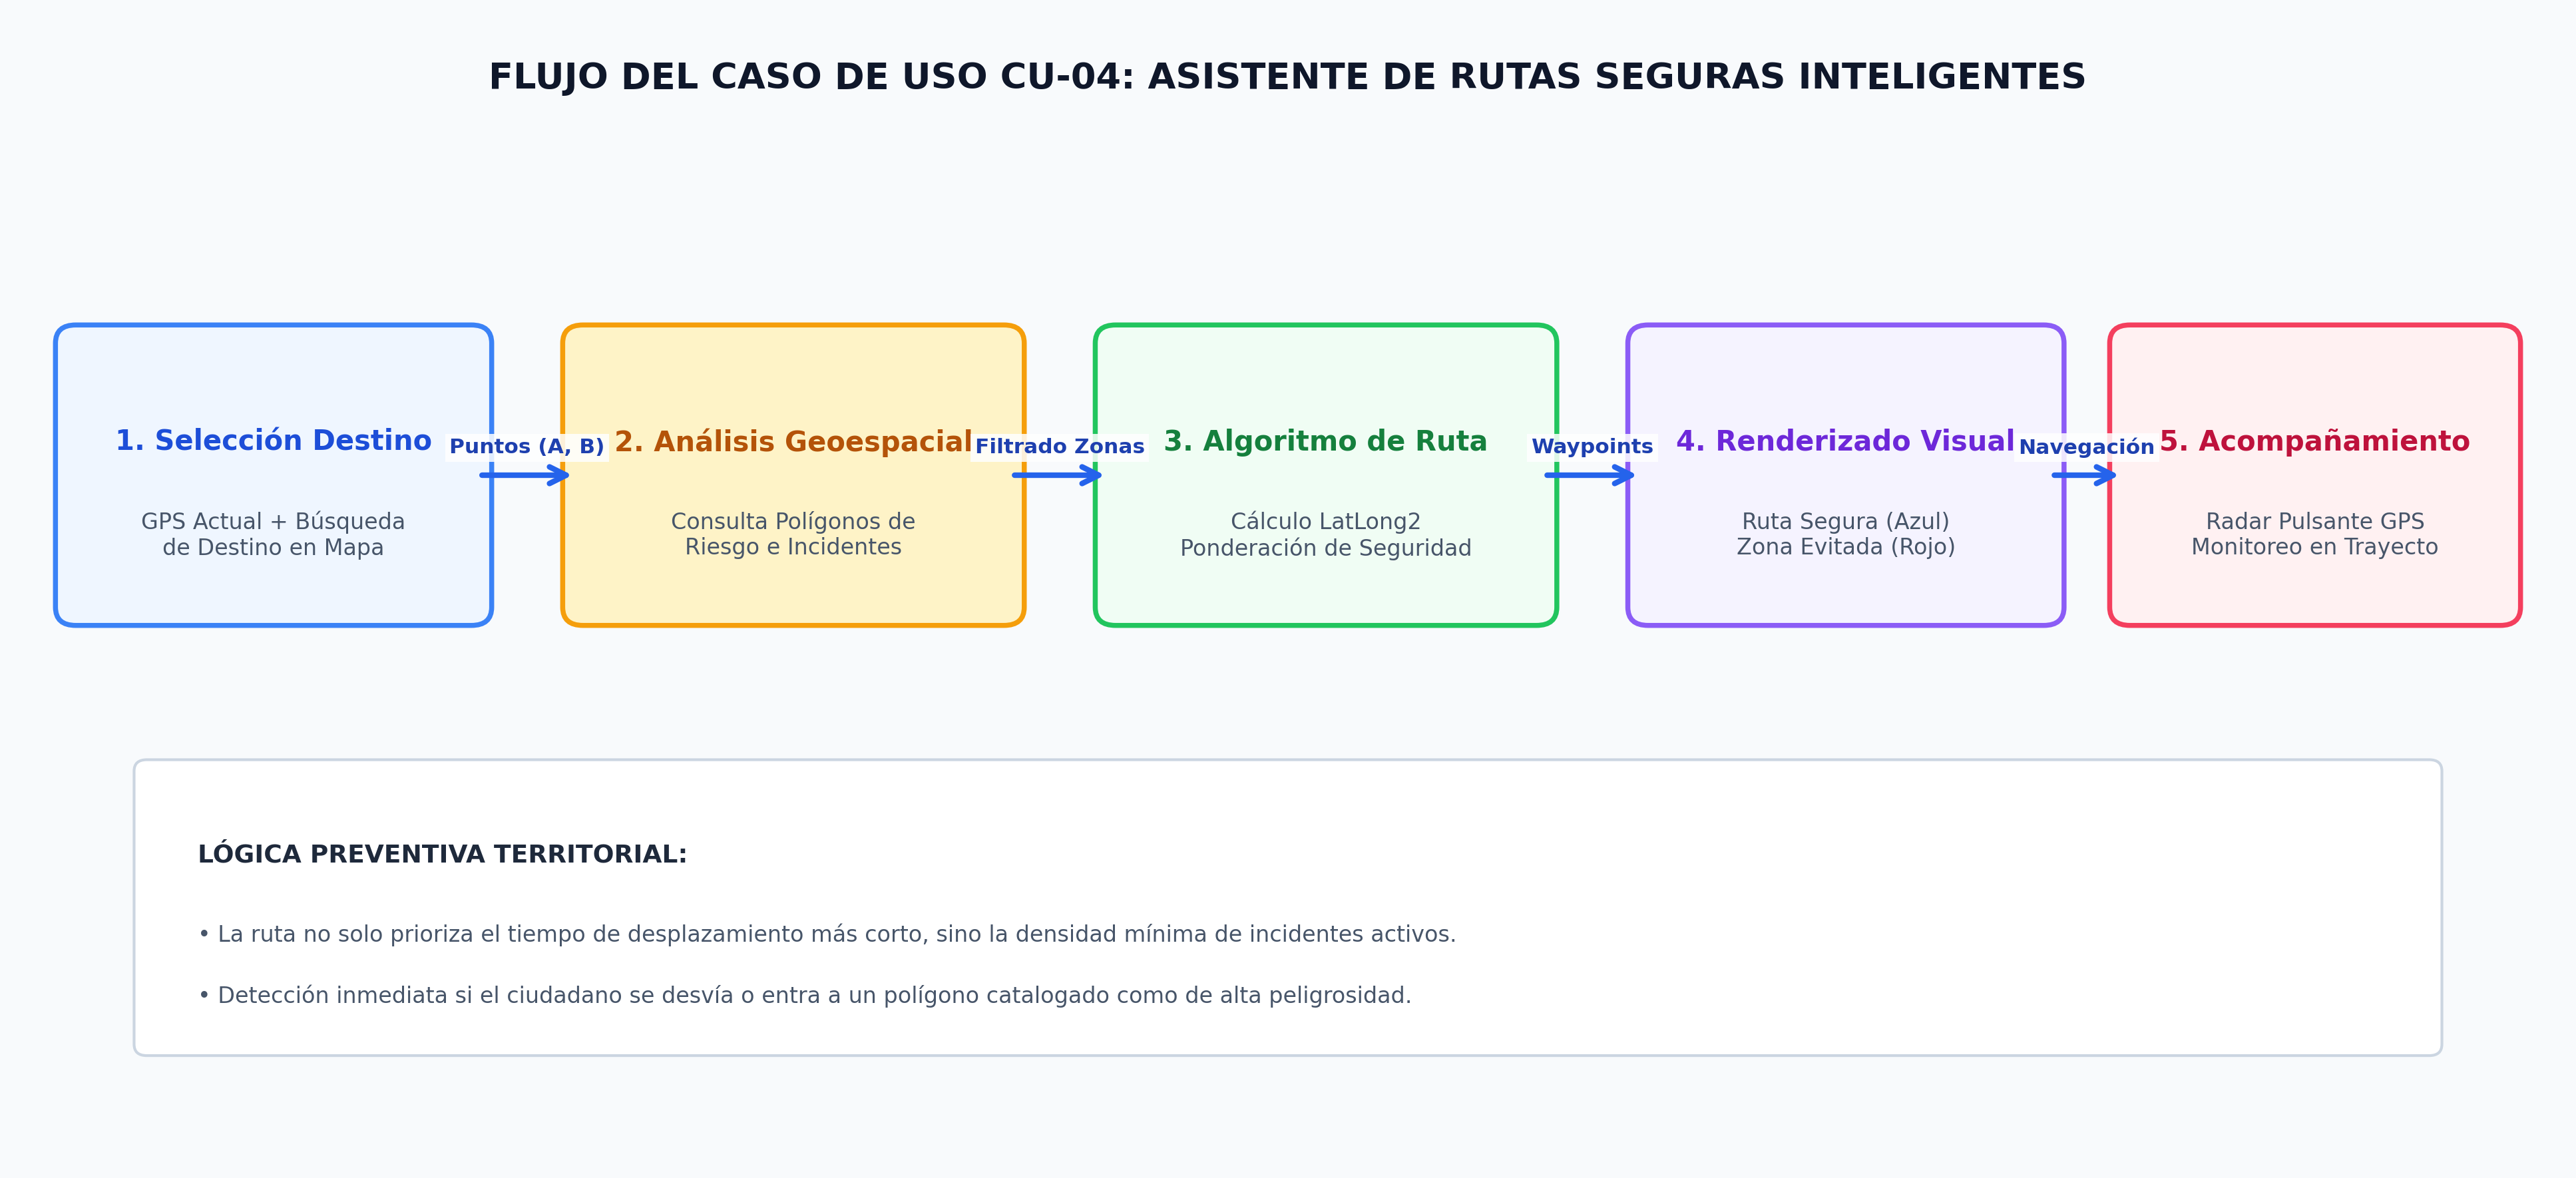 FLUJO DEL CASO DE USO CU-04: ASISTENTE DE RUTAS SEGURAS INTELIGENTES
1. Selección Destino
GPS Actual + Búsqueda
de Destino en Mapa
Puntos (A, B)
2. Análisis Geoespacial
Consulta Polígonos de
Riesgo e Incidentes
Filtrado Zonas
3. Algoritmo de Ruta
Cálculo LatLong2
Ponderación de Seguridad
Waypoints
4. Renderizado Visual
Ruta Segura (Azul)
Zona Evitada (Rojo)
Navegación
5. Acompañamiento
Radar Pulsante GPS
Monitoreo en Trayecto
LÓGICA PREVENTIVA TERRITORIAL:
• La ruta no solo prioriza el tiempo de desplazamiento más corto, sino la densidad mínima de incidentes activos.
• Detección inmediata si el ciudadano se desvía o entra a un polígono catalogado como de alta peligrosidad.